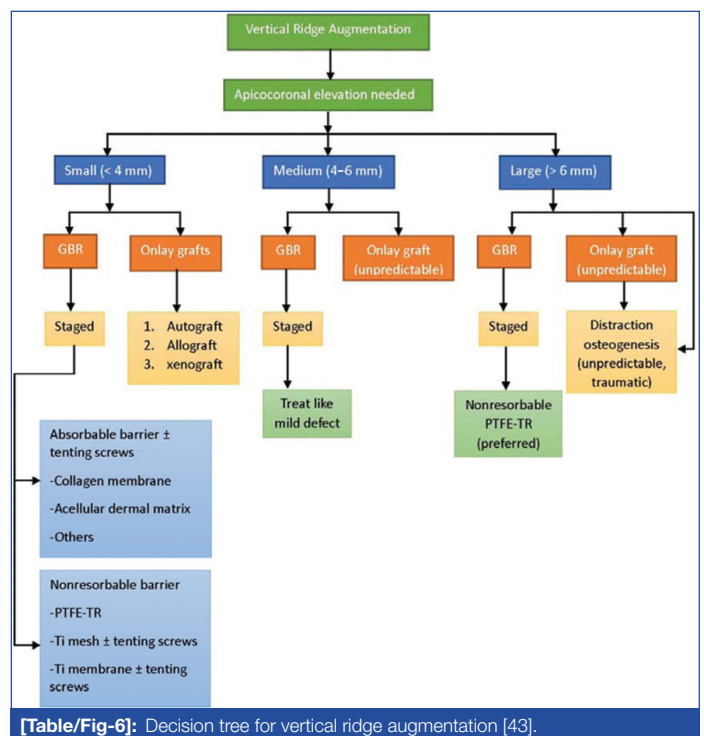 Vertical Ridge Augmentation
Apicocoronal elevation needed
Small (< 4 mm)
Medium (4–6 mm)
Large (> 6 mm)
GBR
Onlay grafts
GBR
Onlay graft
(unpredictable)
GBR
Onlay graft
(unpredictable)
Staged
1. Autograft
2. Allograft
3. xenograft
Staged
Staged
Distraction
osteogenesis
(unpredictable,
traumatic)
Treat like
mild defect
Nonresorbable
PTFE-TR
(preferred)
Absorbable barrier ±
tenting screws
-Collagen membrane
-Acellular dermal matrix
-Others
Nonresorbable barrier
-PTFE-TR
-Ti mesh ± tenting screws
-Ti membrane ± tenting
screws
[Table/Fig-6]: Decision tree for vertical ridge augmentation [43].